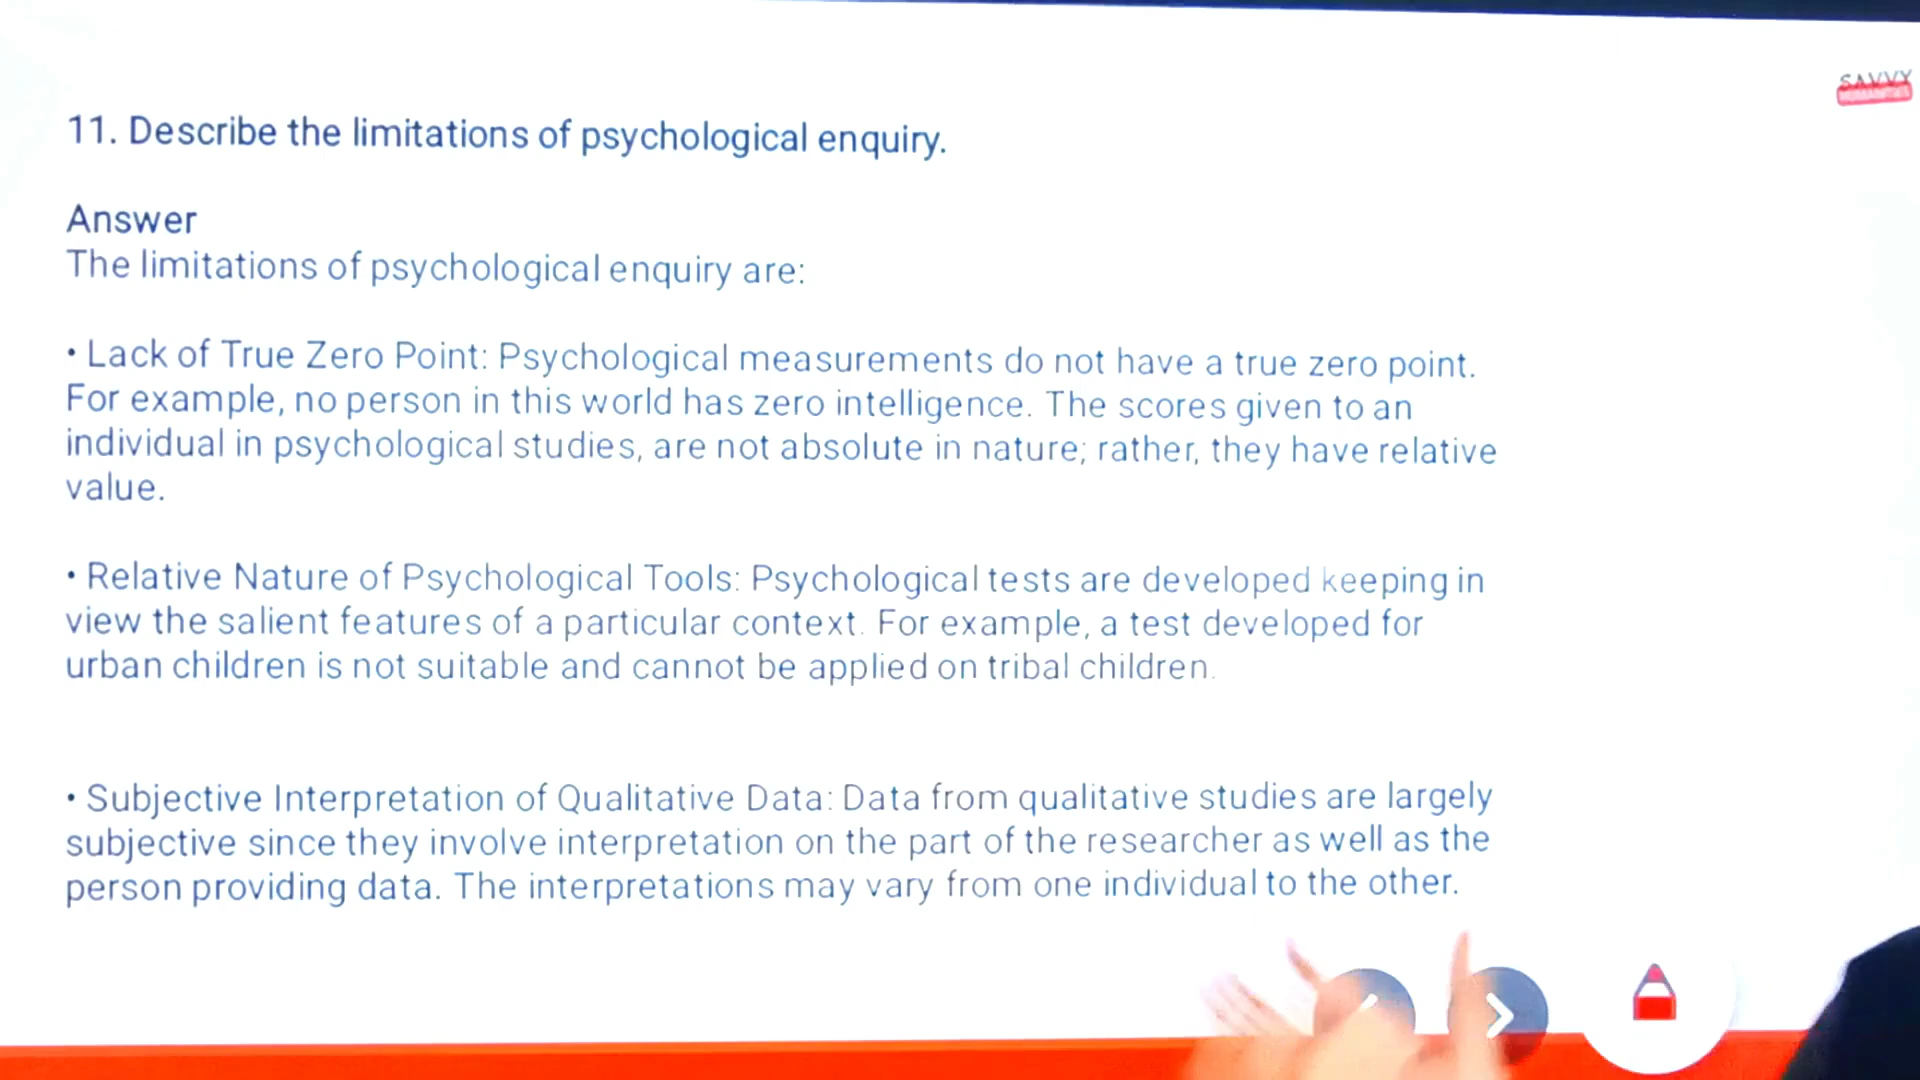 SAVVY
11. Describe the limitations of psychological enquiry.
Answer
The limitations of psychological enquiry are:
• Lack of True Zero Point: Psychological measurements do not have a true zero point.
For example, no person in this world has zero intelligence. The scores given to an
individual in psychological studies, are not absolute in nature; rather, they have relative
value.
• Relative Nature of Psychological Tools: Psychological tests are developed keeping in
view the salient features of a particular context. For example, a test developed for
urban children is not suitable and cannot be applied on tribal children.
• Subjective Interpretation of Qualitative Data: Data from qualitative studies are largely
subjective since they involve interpretation on the part of the researcher as well as the
person providing data. The interpretations may vary from one individual to the other.